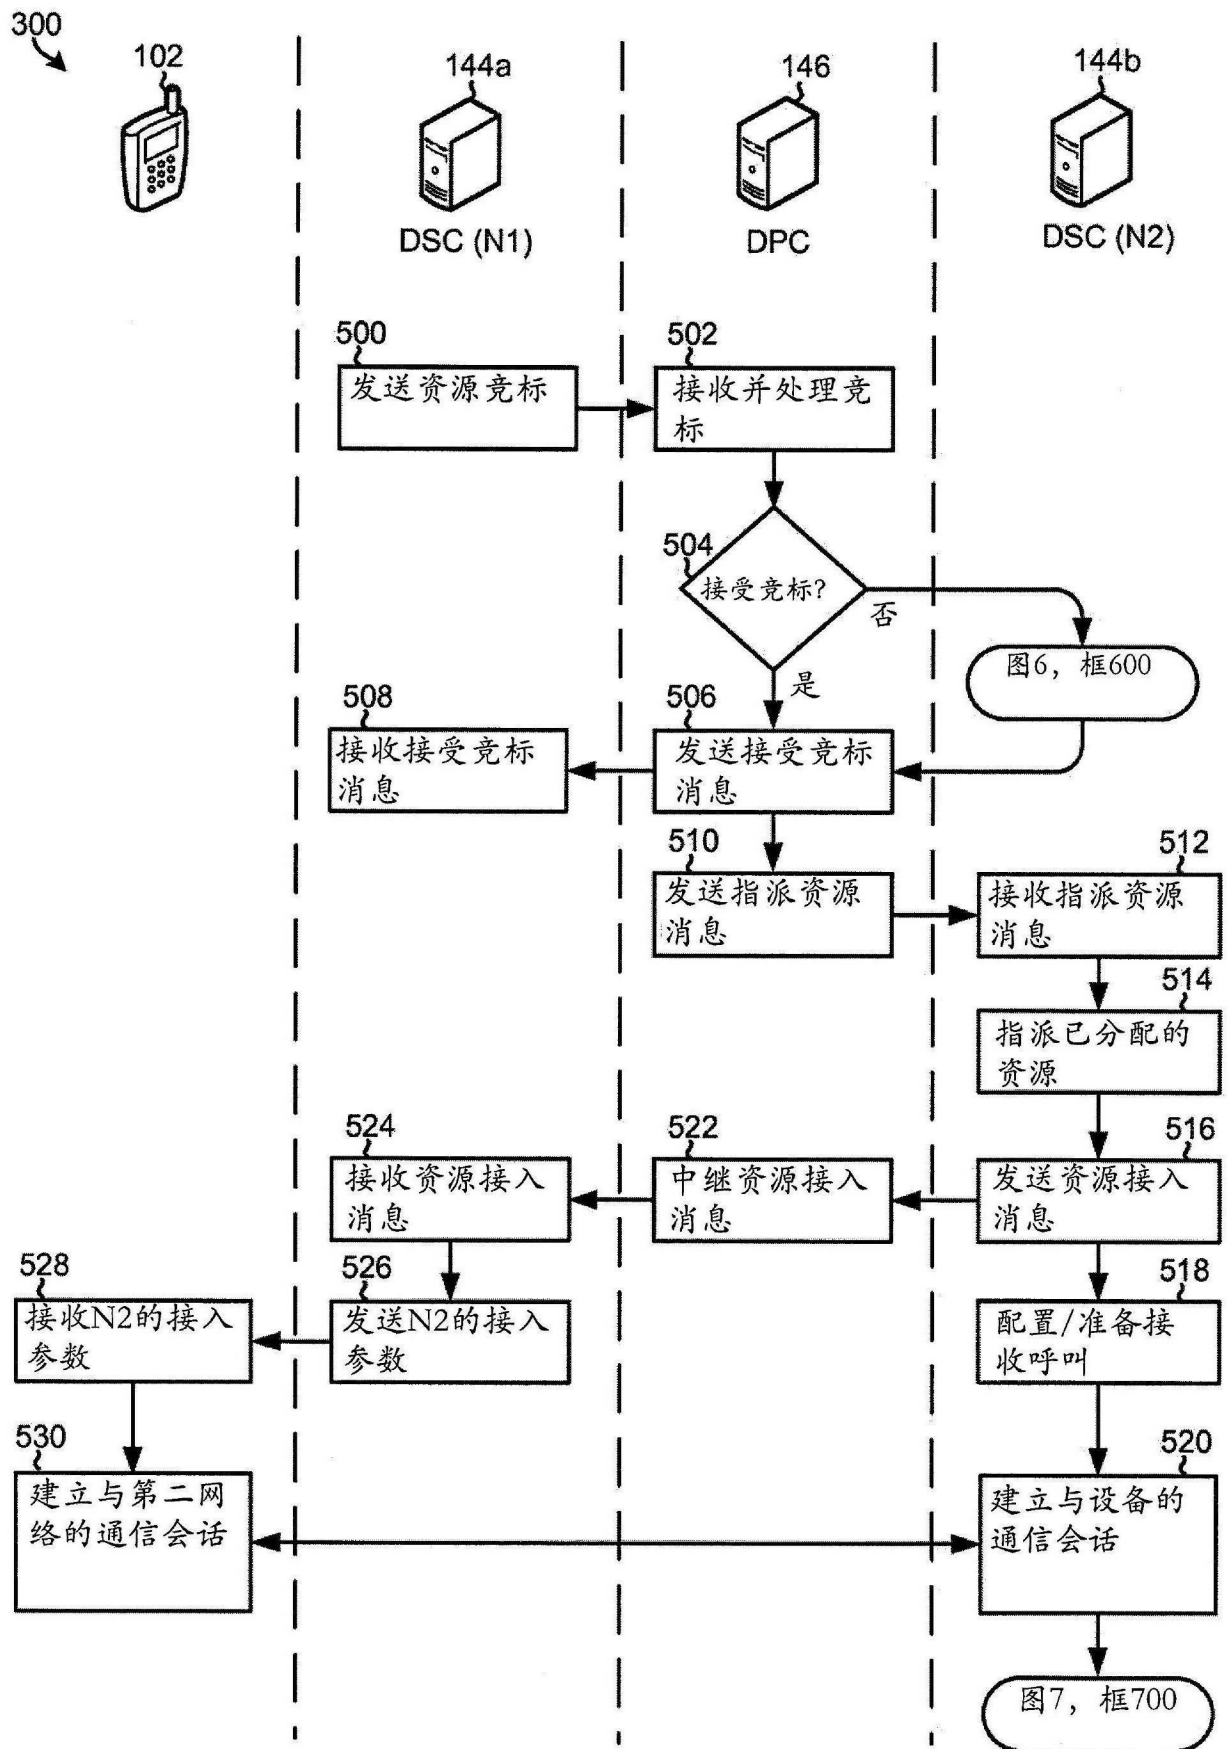 300
102
144a
146
144b
DSC (N1)
DPC
DSC (N2)
500
发送资源竞标
502
接收并处理竞
标
504
接受竞标?
否
是
图6, 框600
508
接收接受竞标
消息
506
发送接受竞标
消息
510
发送指派资源
消息
512
接收指派资源
消息
514
指派已分配的
资源
524
接收资源接入
消息
522
中继资源接入
消息
516
发送资源接入
消息
528
接收N2的接入
参数
526
发送N2的接入
参数
518
配置/准备接
收呼叫
530
建立与第二网
络的通信会话
520
建立与设备的
通信会话
图7, 框700